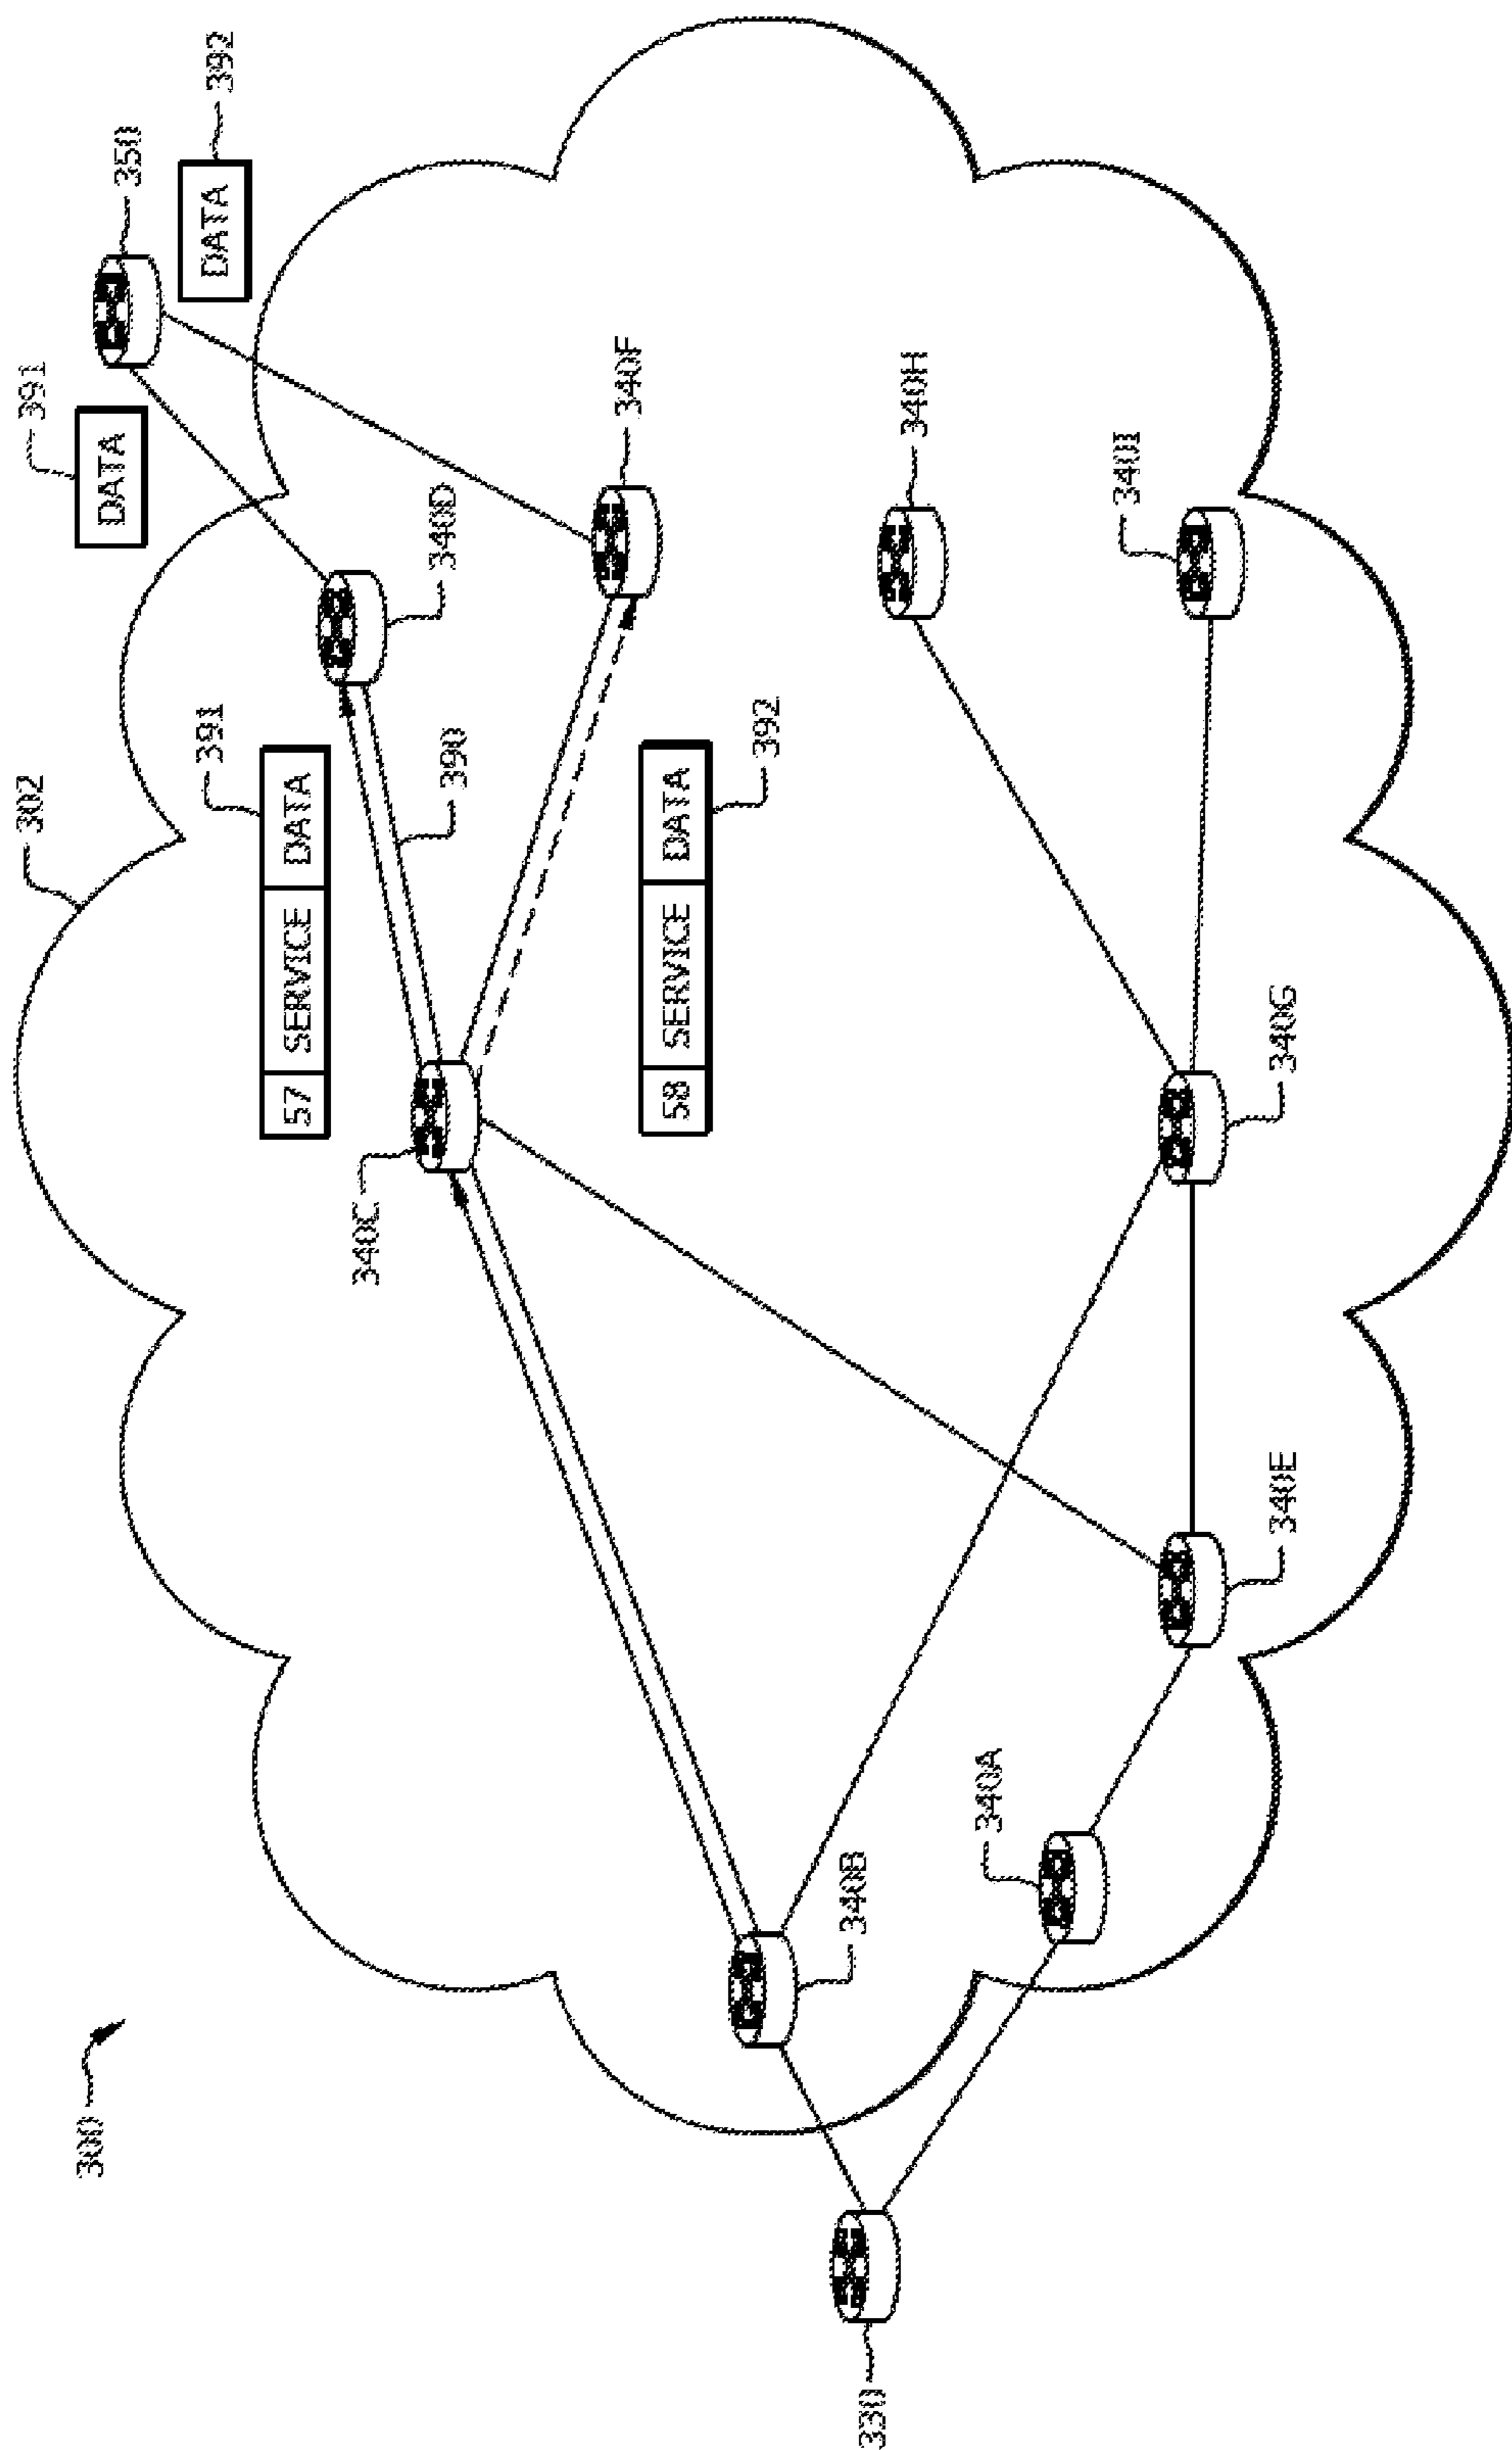 300
302
391
DATA
350
DATA
392
391
57 SERVICE DATA
340D
390
340C
340F
58 SERVICE DATA
392
340H
340I
340B
340A
340E
340G
330